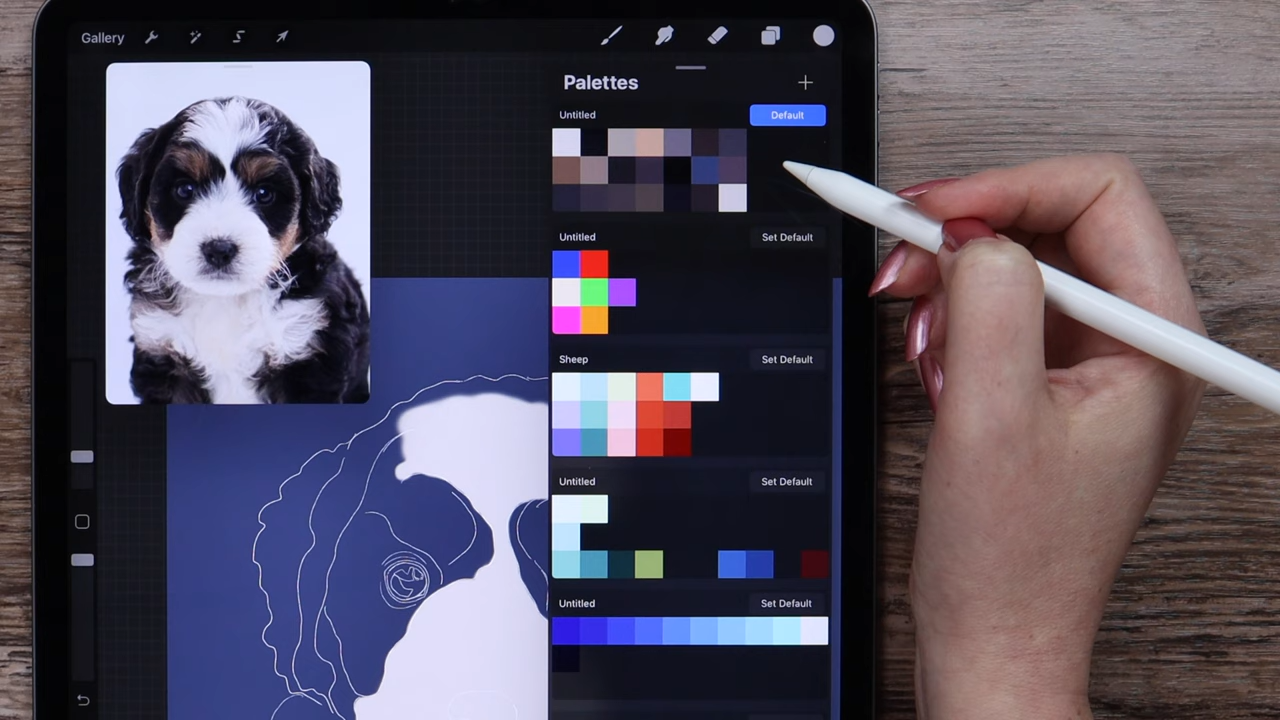 Gallery
Palettes
Untitled
Default
Untitled
Set Default
Sheep
Set Default
Untitled
Set Default
Untitled
Set Default